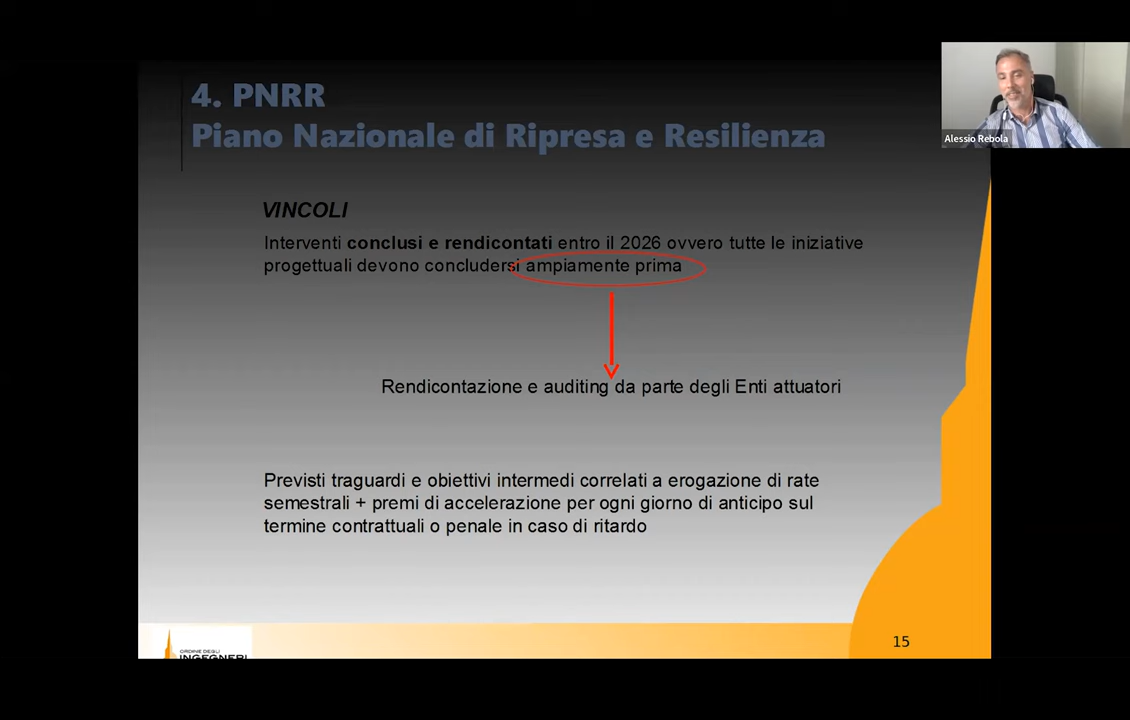 4. PNRR
Piano Nazionale di Ripresa e Resilienza
Alessio Rebola
VINCOLI
Interventi conclusi e rendicontati entro il 2026 ovvero tutte le iniziative
progettuali devono concludersi ampiamente prima
Rendicontazione e auditing da parte degli Enti attuatori
Previsti traguardi e obiettivi intermedi correlati a erogazione di rate
semestrali + premi di accelerazione per ogni giorno di anticipo sul
termine contrattuali o penale in caso di ritardo
ORDINE DEGLI
INGEGNERI
15